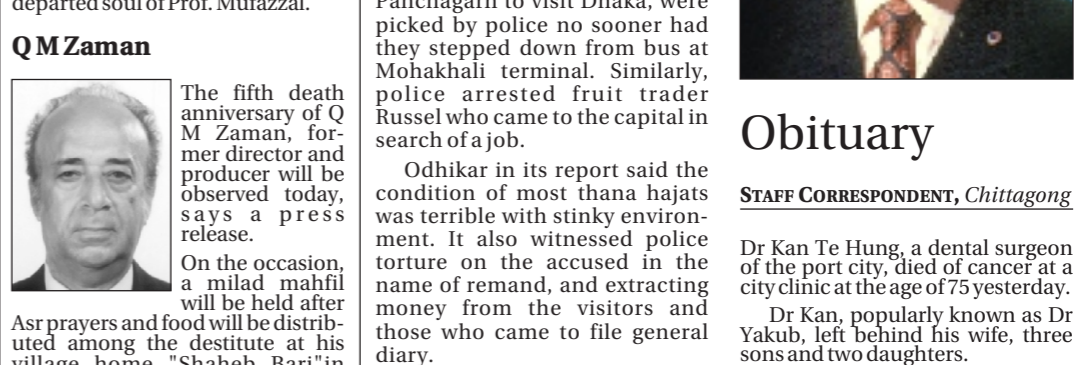 departed soul of Prof. Mufazzal.
Q M Zaman
The fifth death
anniversary of Q
M Zaman, for-
mer director and
producer will be
observed today,
says a press
release.
On the occasion,
a milad mahfil
will be held after
Asr prayers and food will be distrib-
uted among the destitute at his
village home "Shaheb Bari"in
Panchagarh to visit Dhaka, were
picked by police no sooner had
they stepped down from bus at
Mohakhali terminal. Similarly,
police arrested fruit trader
Russel who came to the capital in
search of a job.
Odhikar in its report said the
condition of most thana hajats
was terrible with stinky environ-
ment. It also witnessed police
torture on the accused in the
name of remand, and extracting
money from the visitors and
those who came to file general
diary.
Obituary
STAFF CORRESPONDENT, Chittagong
Dr Kan Te Hung, a dental surgeon
of the port city, died of cancer at a
city clinic at the age of 75 yesterday.
Dr Kan, popularly known as Dr
Yakub, left behind his wife, three
sons and two daughters.